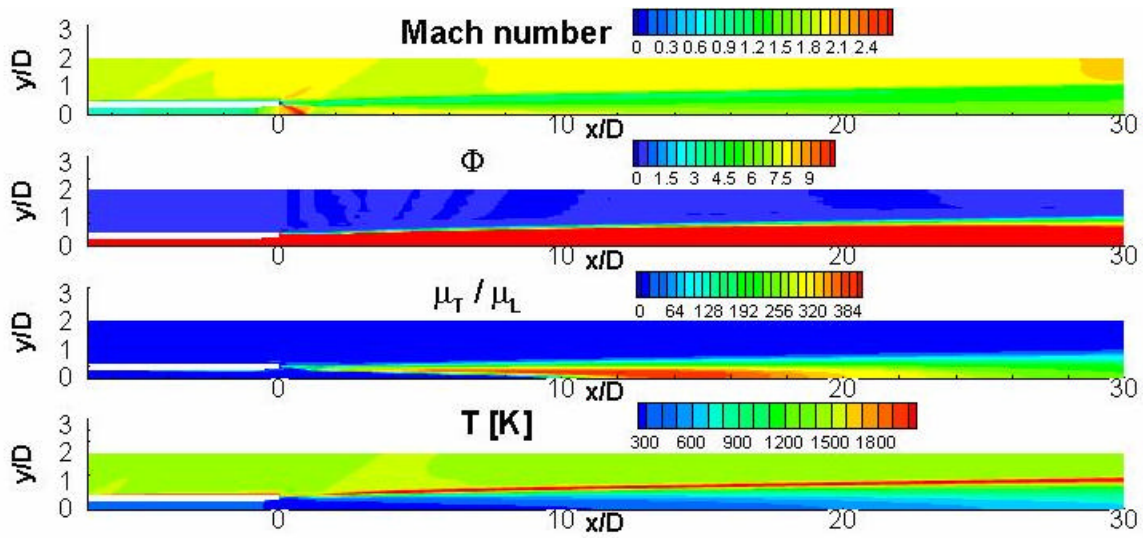 Mach number
0 0.3 0.6 0.9 1.2 1.5 1.8 2.1 2.4
y/D
3
2
1
0
0 10 x/D 20 30
Φ
0 1.5 3 4.5 6 7.5 9
y/D
3
2
1
0
0 10 x/D 20 30
μT / μL
0 64 128 192 256 320 384
y/D
3
2
1
0
0 10 x/D 20 30
T [K]
300 600 900 1200 1500 1800
y/D
3
2
1
0
0 10 x/D 20 30